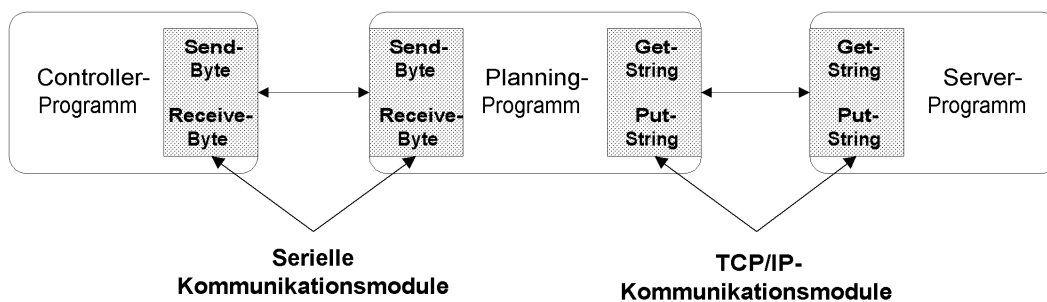 Controller-
Programm
Send-
Byte
Receive-
Byte
Send-
Byte
Receive-
Byte
Planning-
Programm
Get-
String
Put-
String
Get-
String
Put-
String
Server-
Programm
Serielle
Kommunikationsmodule
TCP/IP-
Kommunikationsmodule